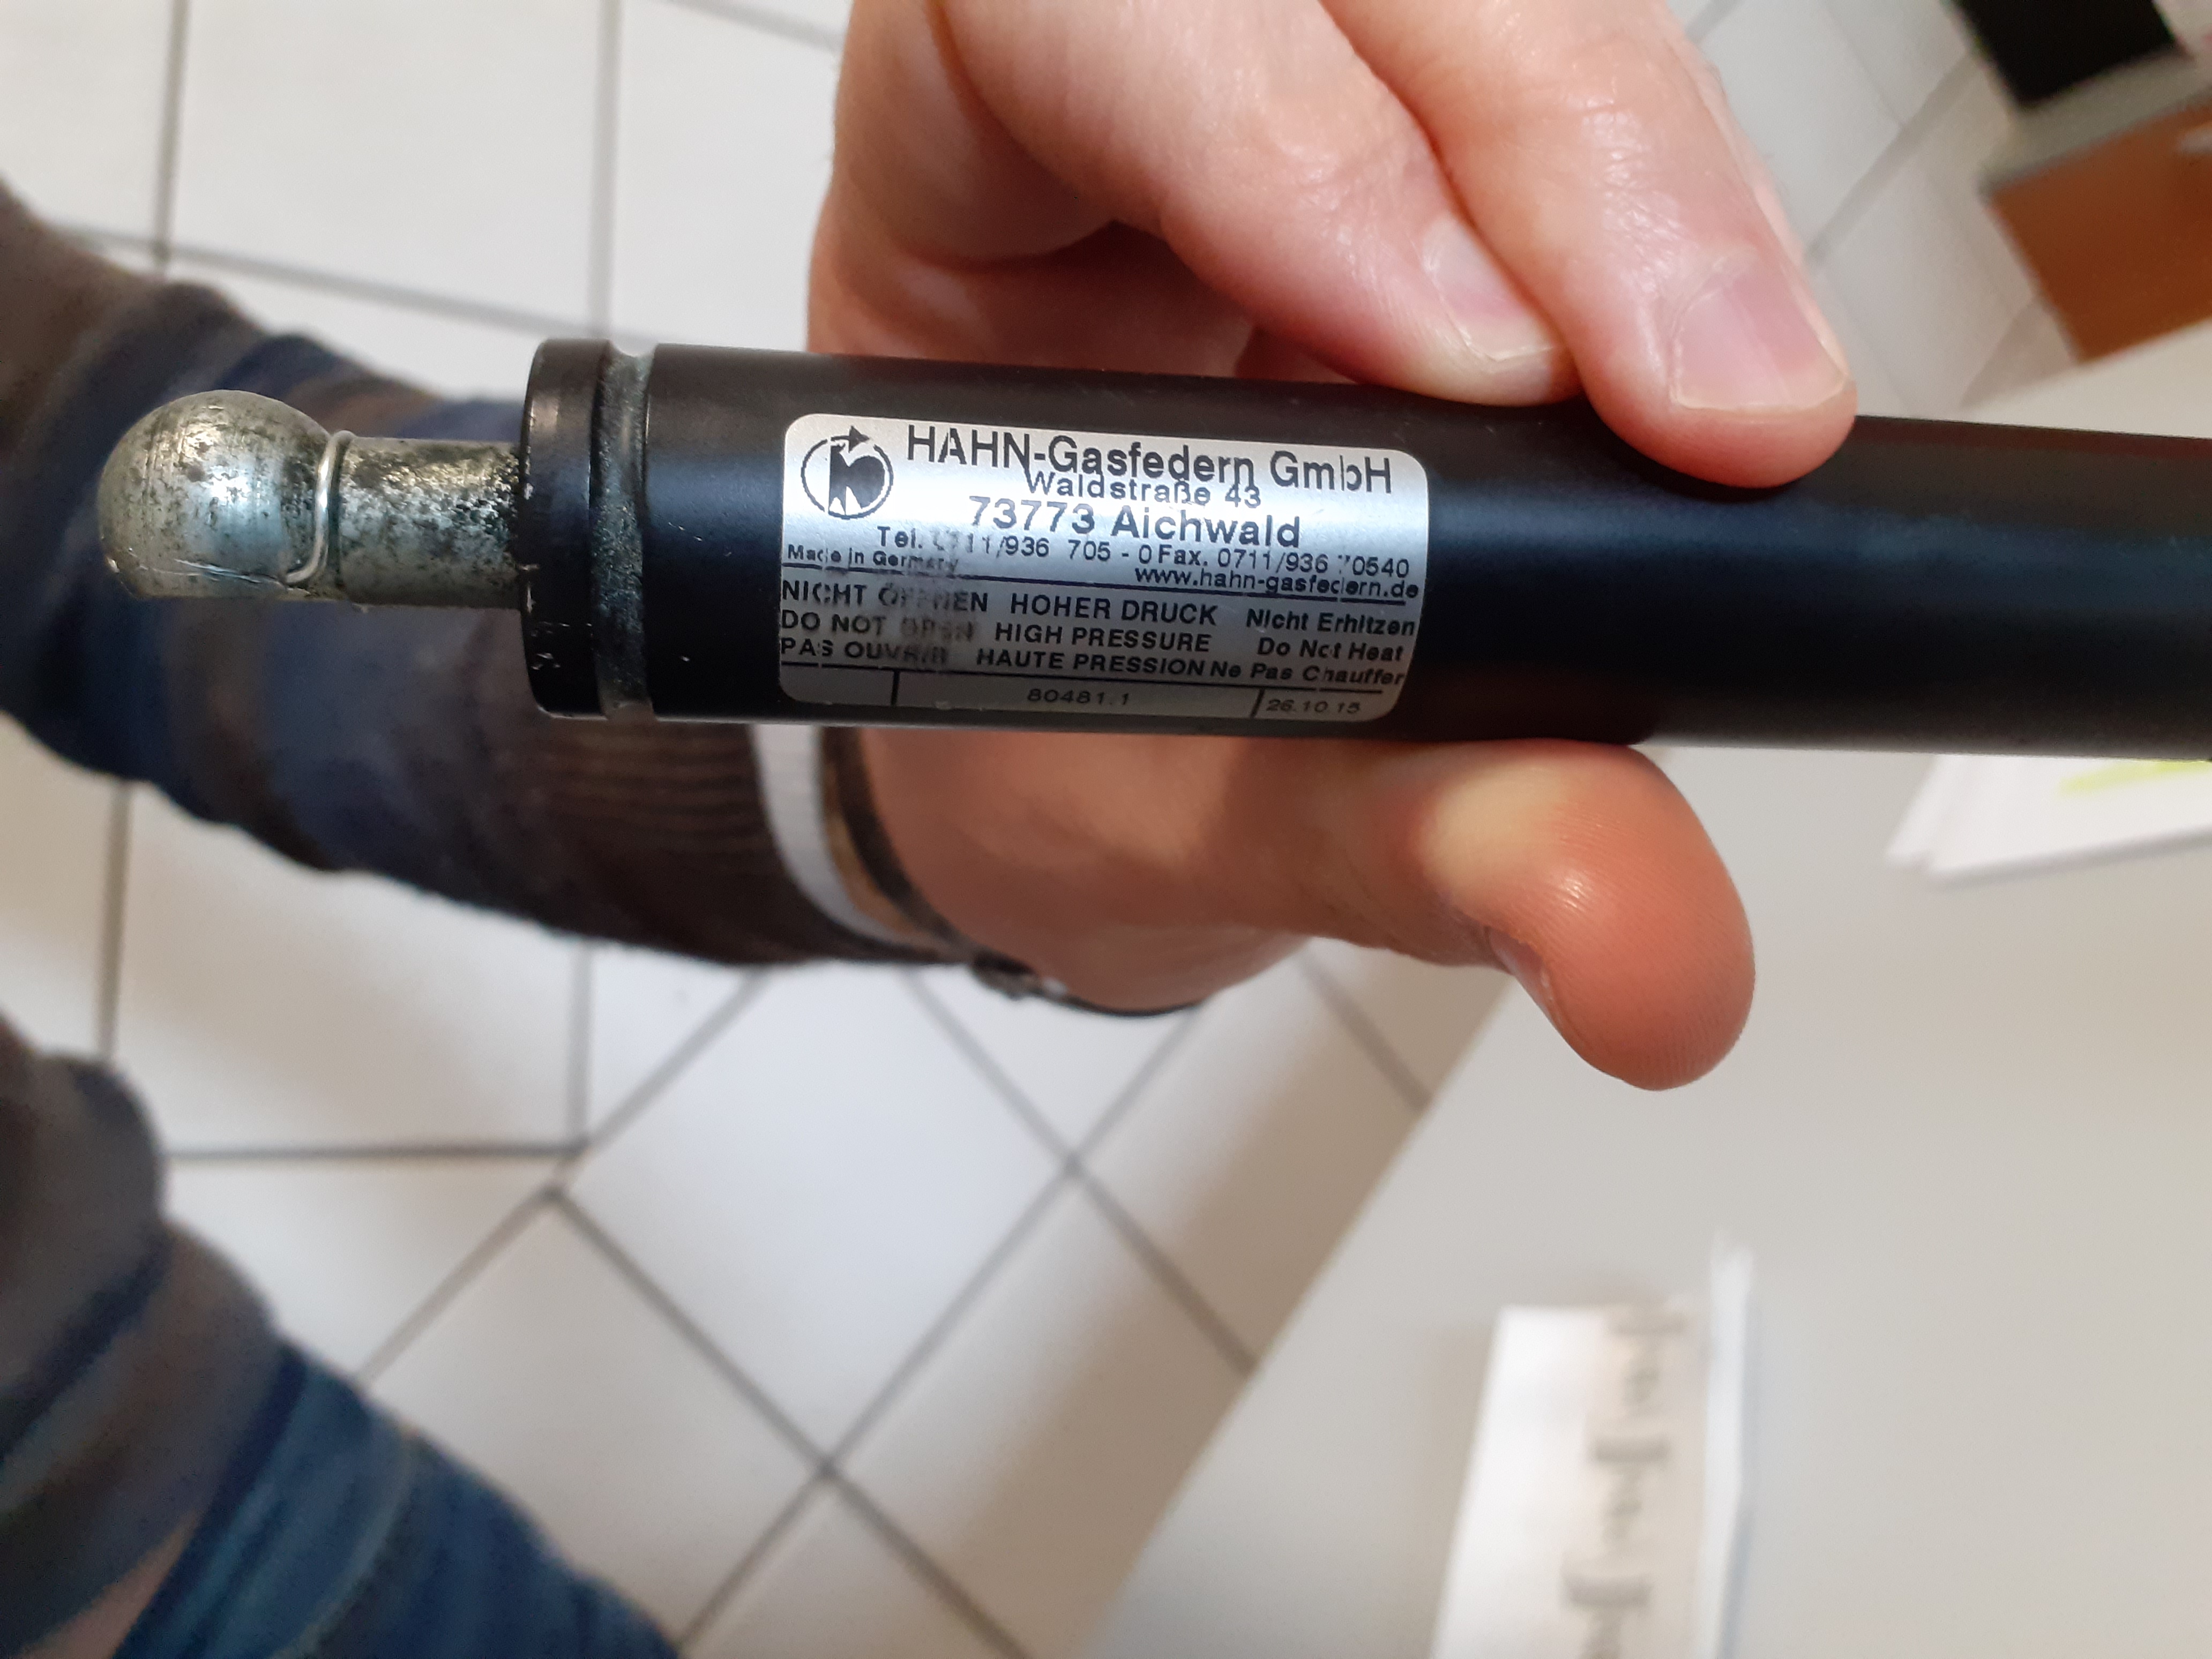 HAHN-Gasfedern GmbH
Waldstraße 43
73773 Aichwald
Tel. 0711/936 705 - 0 Fax. 0711/936 70540
Made in Germany
www.hahn-gasfedern.de
NICHT ÖFFNEN HOHER DRUCK Nicht Erhitzen
DO NOT OPEN HIGH PRESSURE Do Not Heat
PAS OUVRIR HAUTE PRESSION Ne Pas Chauffer
80481.1 26.10.15